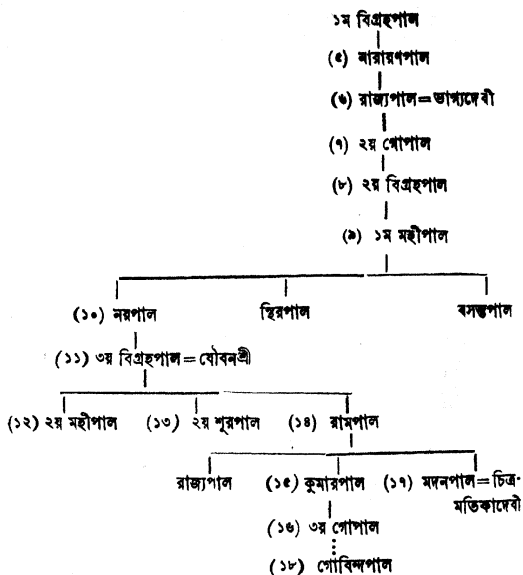 ১ম বিগ্রহপাল
(৫) নারায়ণপাল
(৬) রাজ্যপাল=ভাগ্যদেবী
(৭) ২য় গোপাল
(৮) ২য় বিগ্রহপাল
(৯) ১ম মহীপাল
(১০) নয়পাল স্থিরপাল বসন্তপাল
(১১) ৩য় বিগ্রহপাল=যৌবনশ্রী
(১২) ২য় মহীপাল (১৩) ২য় শূরপাল (১৪) রামপাল
রাজ্যপাল (১৫) কুমারপাল (১৭) মদনপাল=চিত্র-
মতিকাদেবী
(১৬) ৩য় গোপাল
(১৮) গোবিন্দপাল